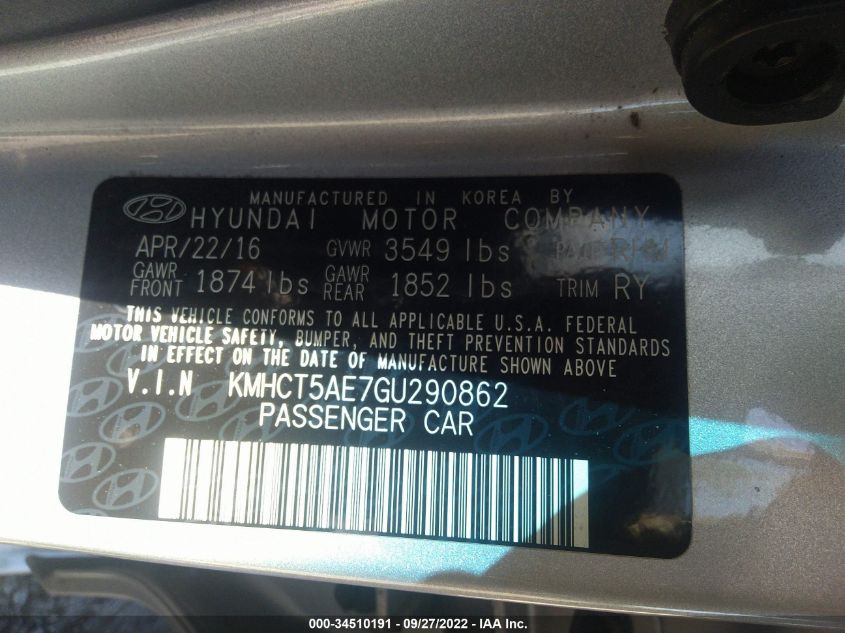 MANUFACTURED IN KOREA BY
HYUNDAI MOTOR COMPANY
APR/22/16 GVWR 3549 lbs PAINT RHM
GAWR FRONT 1874 lbs GAWR REAR 1852 lbs TRIM RY
THIS VEHICLE CONFORMS TO ALL APPLICABLE U.S.A. FEDERAL
MOTOR VEHICLE SAFETY, BUMPER, AND THEFT PREVENTION STANDARDS
IN EFFECT ON THE DATE OF MANUFACTURE SHOWN ABOVE
V.I.N KMHCT5AE7GU290862
PASSENGER CAR
000-34510191 - 09/27/2022 - IAA Inc.